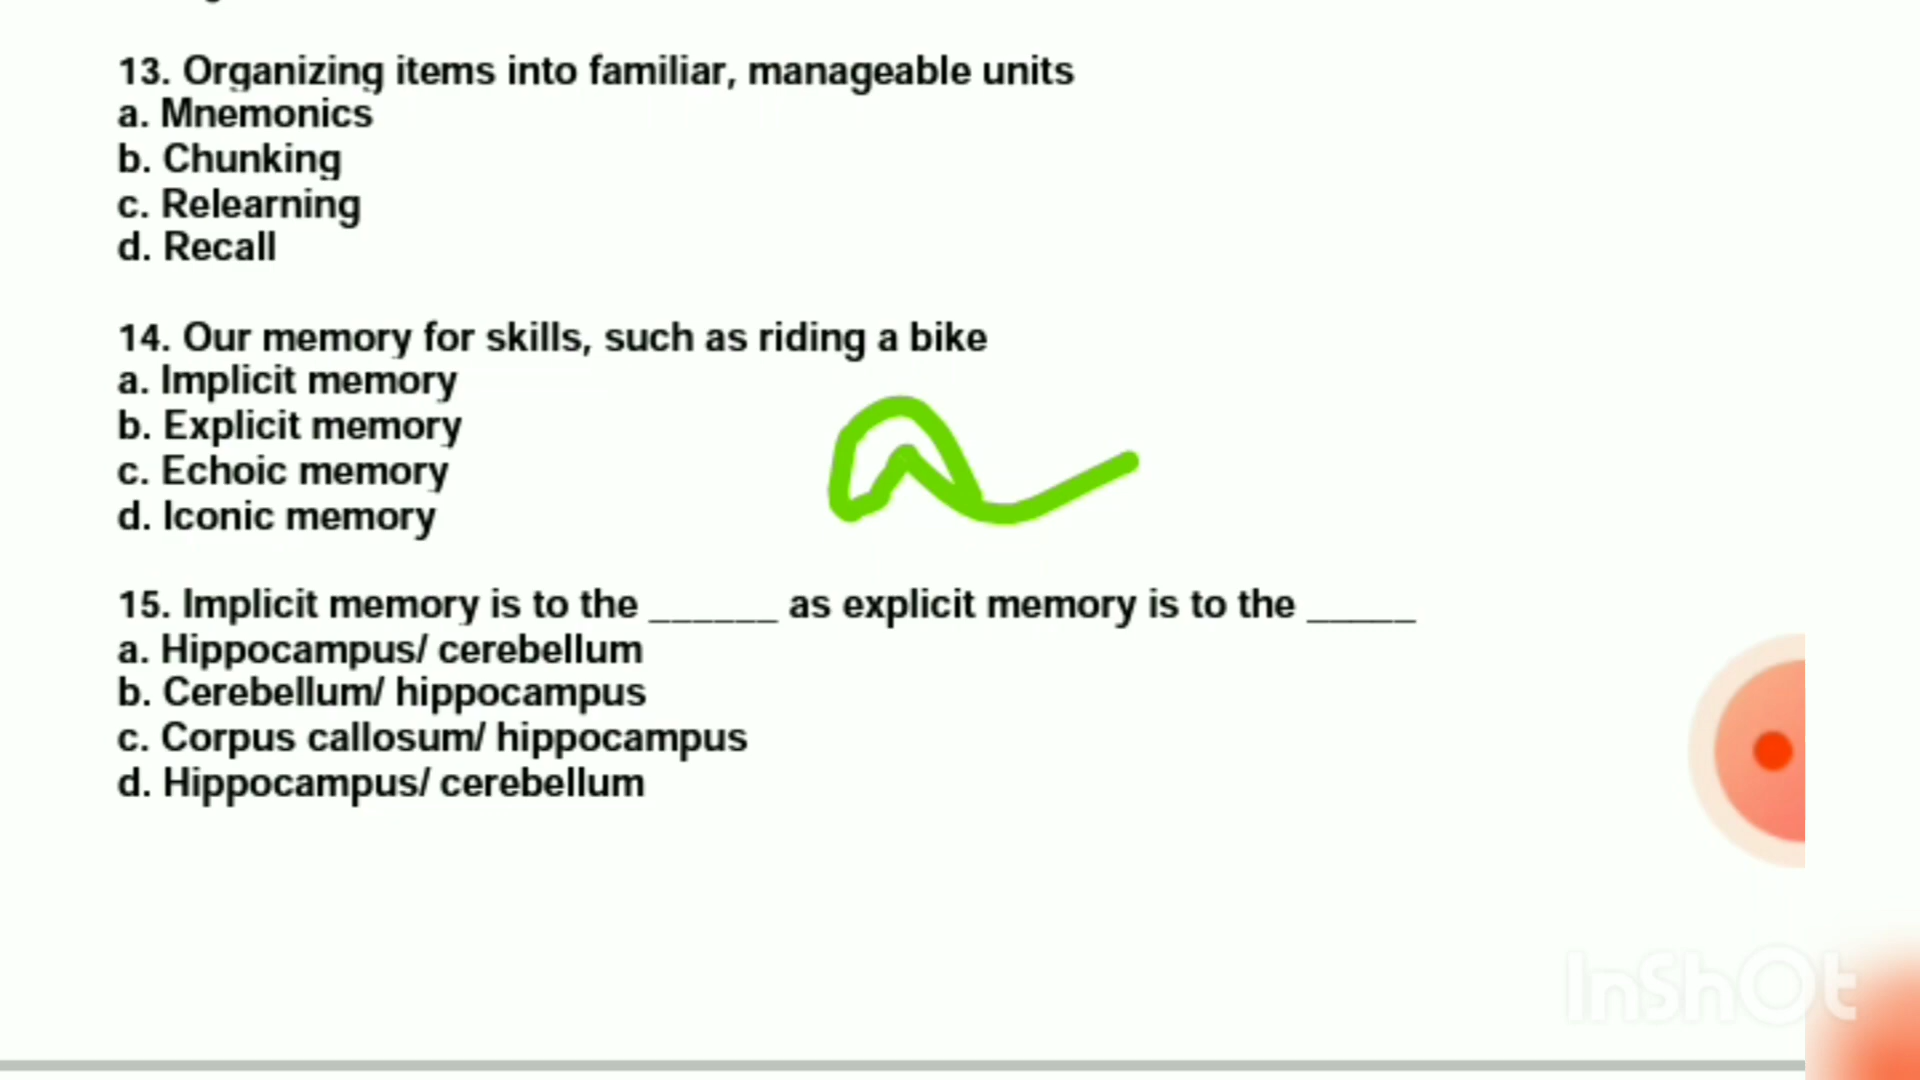 13. Organizing items into familiar, manageable units
a. Mnemonics
b. Chunking
c. Relearning
d. Recall
14. Our memory for skills, such as riding a bike
a. Implicit memory
b. Explicit memory
c. Echoic memory
d. Iconic memory
a
15. Implicit memory is to the ______ as explicit memory is to the _____
a. Hippocampus/ cerebellum
b. Cerebellum/ hippocampus
c. Corpus callosum/ hippocampus
d. Hippocampus/ cerebellum
InShOt